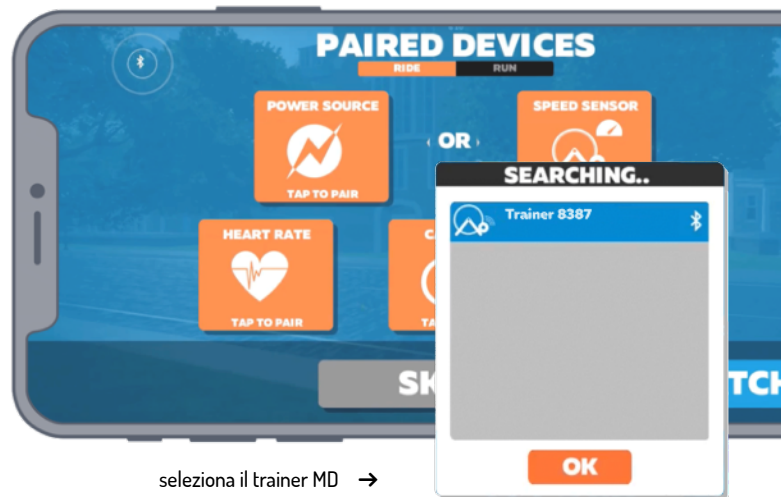 PAIRED DEVICES
RIDE RUN
POWER SOURCE
TAP TO PAIR
OR
SPEED SENSOR
HEART RATE
TAP TO PAIR
SEARCHING..
Trainer 8387
OK
seleziona il trainer MD →